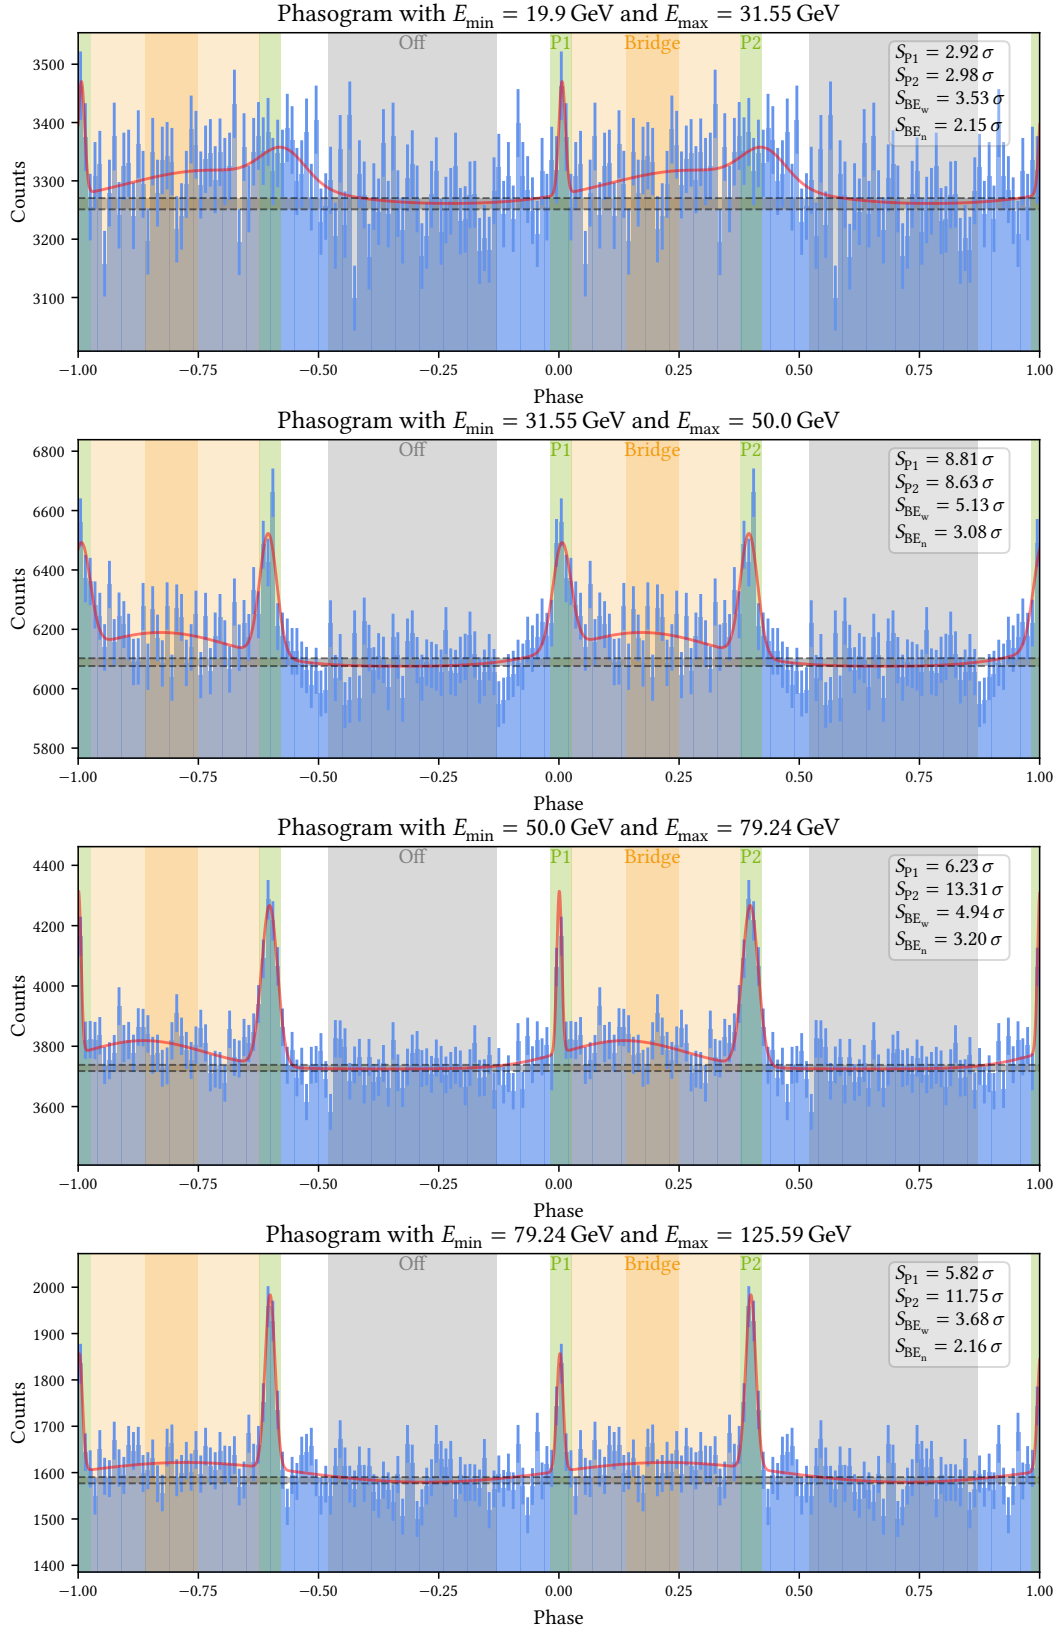 Phasogram with E_min = 19.9 GeV and E_max = 31.55 GeV
Off P1 Bridge P2
S_P1 = 2.92 σ
S_P2 = 2.98 σ
S_BE_w = 3.53 σ
S_BE_n = 2.15 σ
3500
3400
3300
3200
3100
Counts
−1.00 −0.75 −0.50 −0.25 0.00 0.25 0.50 0.75 1.00
Phase
Phasogram with E_min = 31.55 GeV and E_max = 50.0 GeV
Off P1 Bridge P2
S_P1 = 8.81 σ
S_P2 = 8.63 σ
S_BE_w = 5.13 σ
S_BE_n = 3.08 σ
6800
6600
6400
6200
6000
5800
Counts
−1.00 −0.75 −0.50 −0.25 0.00 0.25 0.50 0.75 1.00
Phase
Phasogram with E_min = 50.0 GeV and E_max = 79.24 GeV
Off P1 Bridge P2
S_P1 = 6.23 σ
S_P2 = 13.31 σ
S_BE_w = 4.94 σ
S_BE_n = 3.20 σ
4400
4200
4000
3800
3600
Counts
−1.00 −0.75 −0.50 −0.25 0.00 0.25 0.50 0.75 1.00
Phase
Phasogram with E_min = 79.24 GeV and E_max = 125.59 GeV
Off P1 Bridge P2
S_P1 = 5.82 σ
S_P2 = 11.75 σ
S_BE_w = 3.68 σ
S_BE_n = 2.16 σ
2000
1900
1800
1700
1600
1500
1400
Counts
−1.00 −0.75 −0.50 −0.25 0.00 0.25 0.50 0.75 1.00
Phase